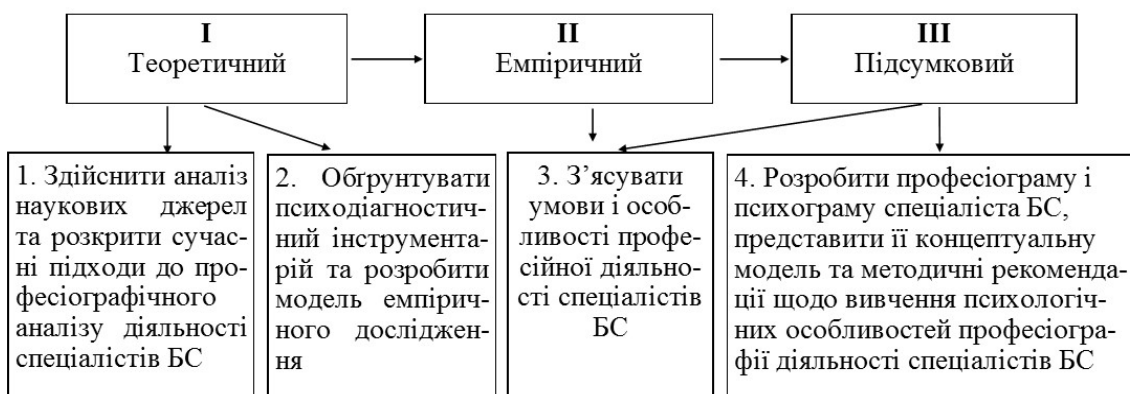 I
Теоретичний
II
Емпіричний
III
Підсумковий
1. Здійснити аналіз
наукових джерел
та розкрити сучас-
ні підходи до про-
фесіографічного
аналізу діяльності
спеціалістів БС
2. Обґрунтувати
психодіагностич-
ний інструмента-
рій та розробити
модель емпірич-
ного досліджен-
ня
3. З’ясувати
умови і особ-
ливості профе-
сійної діяльно-
сті спеціалістів
БС
4. Розробити професіограму і
психограму спеціаліста БС,
представити її концептуальну
модель та методичні рекоменда-
ції щодо вивчення психологіч-
них особливостей професіогра-
фії діяльності спеціалістів БС